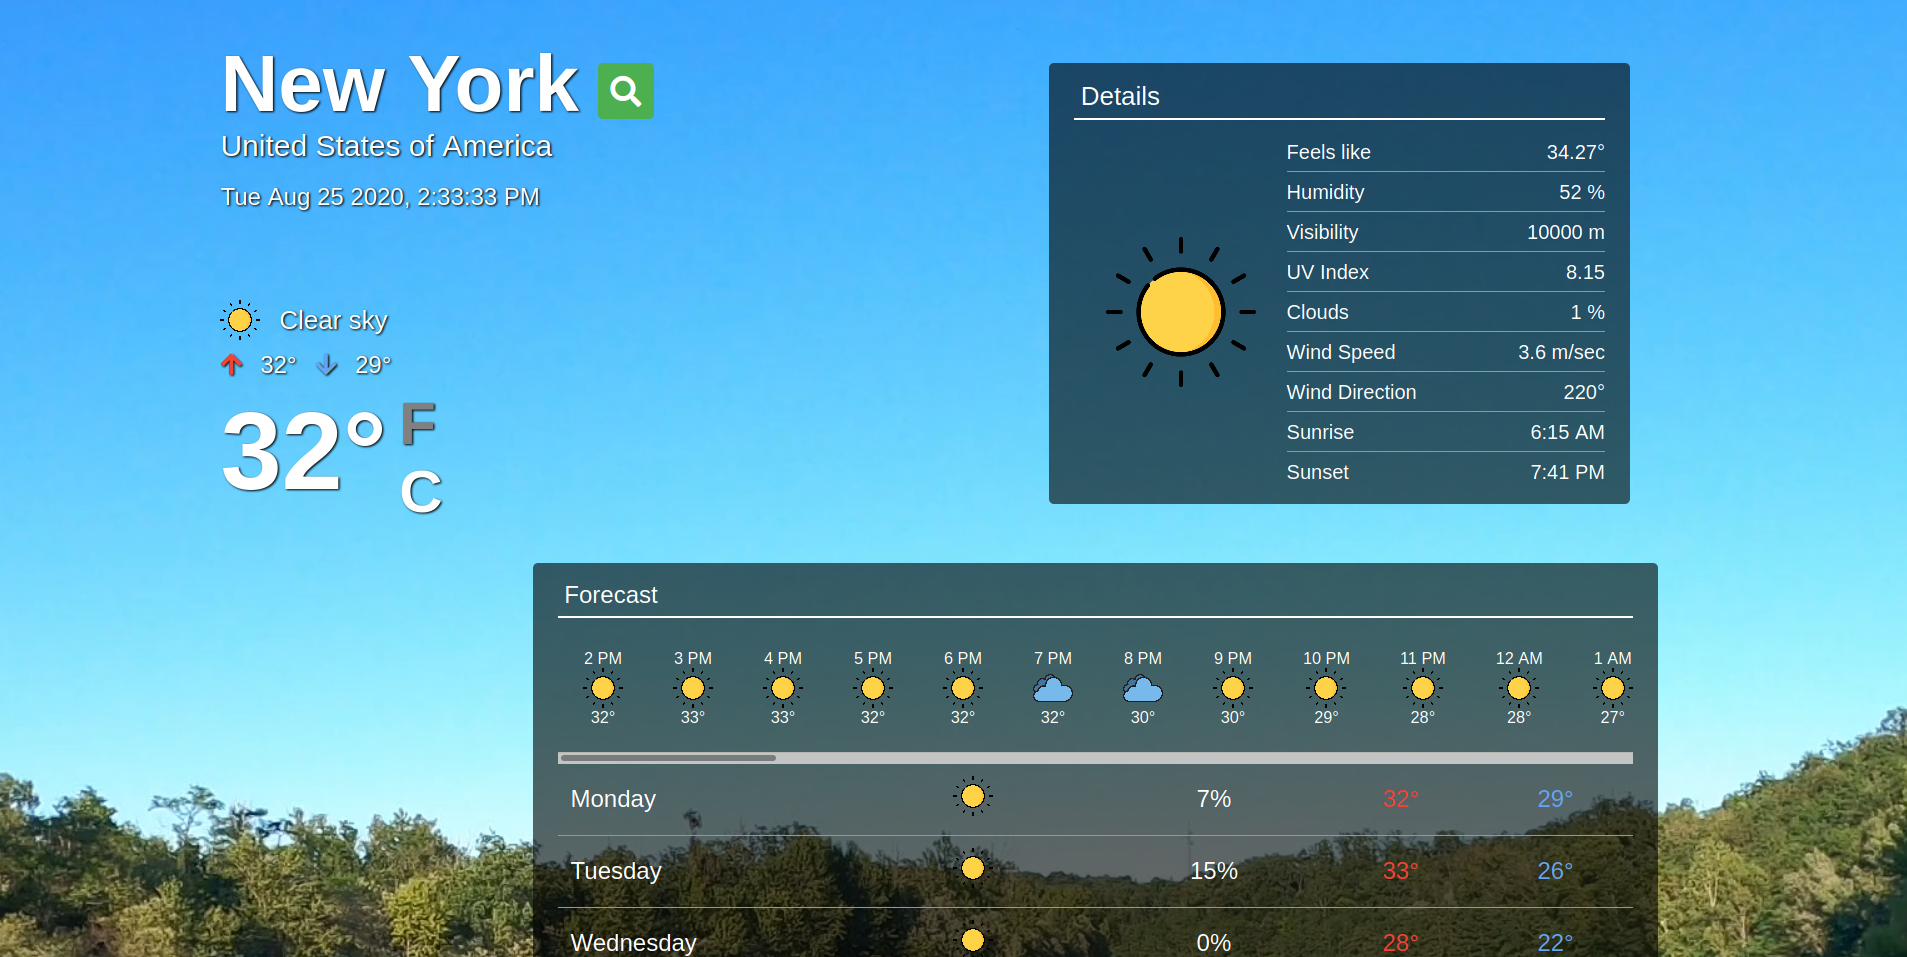 New York
United States of America
Tue Aug 25 2020, 2:33:33 PM
Clear sky
32° 29°
32° F
C
Details
Feels like 34.27°
Humidity 52 %
Visibility 10000 m
UV Index 8.15
Clouds 1 %
Wind Speed 3.6 m/sec
Wind Direction 220°
Sunrise 6:15 AM
Sunset 7:41 PM
Forecast
2 PM 3 PM 4 PM 5 PM 6 PM 7 PM 8 PM 9 PM 10 PM 11 PM 12 AM 1 AM
32° 33° 33° 32° 32° 32° 30° 30° 29° 28° 28° 27°
Monday 7% 32° 29°
Tuesday 15% 33° 26°
Wednesday 0% 28° 22°